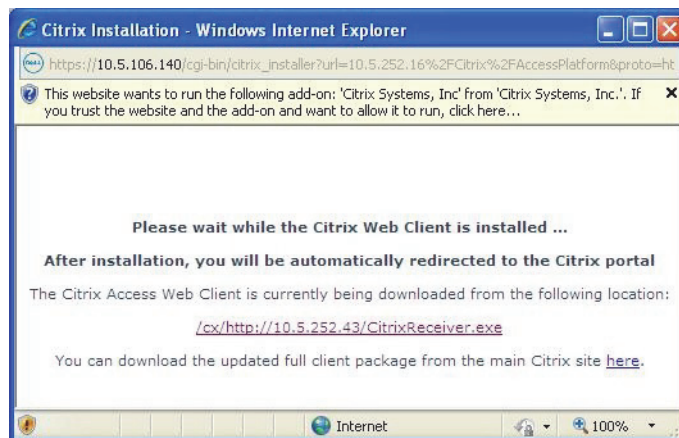 Citrix Installation - Windows Internet Explorer
https://10.5.106.140/cgi-bin/citrix_installer?url=10.5.252.16%2FCitrix%2FAccessPlatform&proto=ht
This website wants to run the following add-on: 'Citrix Systems, Inc' from 'Citrix Systems, Inc.'. If
you trust the website and the add-on and want to allow it to run, click here...
Please wait while the Citrix Web Client is installed ...
After installation, you will be automatically redirected to the Citrix portal
The Citrix Access Web Client is currently being downloaded from the following location:
/cx/http://10.5.252.43/CitrixReceiver.exe
You can download the updated full client package from the main Citrix site here.
Internet
100%